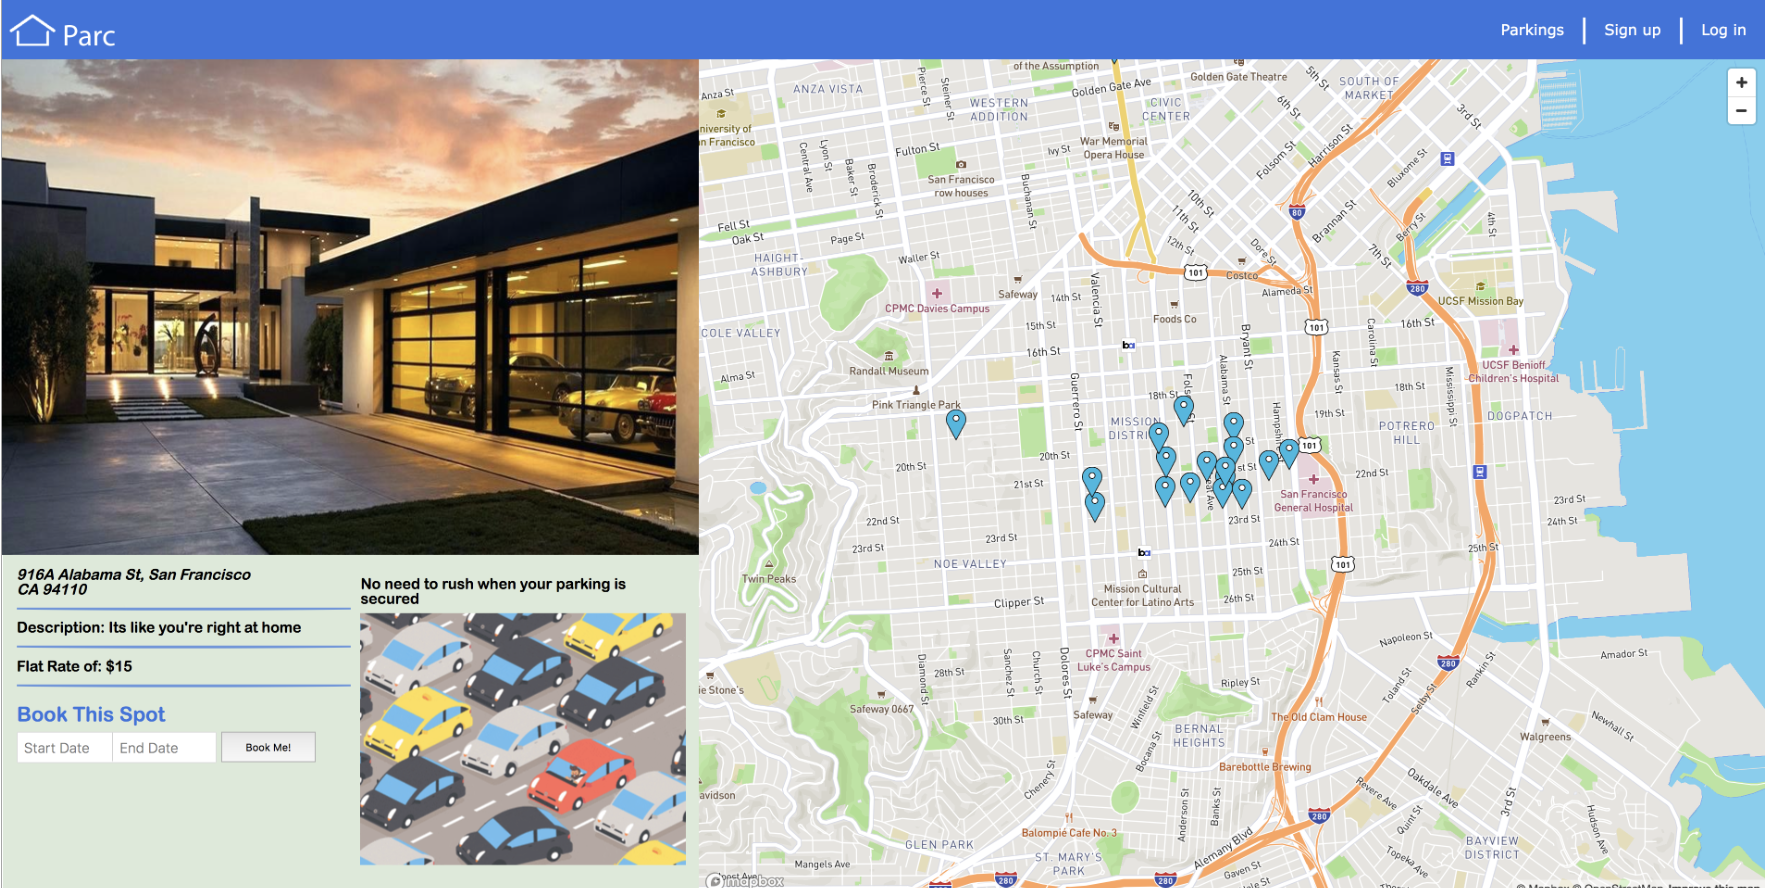 Parc
Parkings
Sign up
Log in
916A Alabama St, San Francisco
CA 94110
Description: Its like you're right at home
Flat Rate of: $15
Book This Spot
Start Date
End Date
Book Me!
No need to rush when your parking is
secured
of the Assumption
Golden Gate Theatre
5th St
SOUTH OF
MARKET
Anza St
ANZA VISTA
Pierce St
Steiner St
WESTERN
ADDITION
Golden Gate Ave
CIVIC
CENTER
6th St
3rd St
niversity of
n Francisco
Central Ave
Lyon St
Baker St
Broderick St
Fulton St
Ivy St
War Memorial
Opera House
Folsom St
Harrison St
Bluxome St
San Francisco
row houses
Buchanan St
10th St
11th St
80
Brannan St
Berry St
4th St
Fell St
Oak St
Page St
Waller St
12th St
Dore St
7th St
HAIGHT-
ASHBURY
101
Costco
Alameda St
280
UCSF Mission Bay
CPMC Davies Campus
Safeway
14th St
Valencia St
Foods Co
COLE VALLEY
15th St
16th St
Bryant St
101
Carolina St
16th St
Kansas St
Randall Museum
Alma St
Guerrero St
Alabama St
UCSF Benioff
Children's Hospital
Pink Triangle Park
18th St
Hampshire St
18th St
19th St
Mississippi St
DOGPATCH
MISSION
101
POTRERO
HILL
20th St
20th St
21st St
22nd St
San Francisco
General Hospital
22nd St
23rd St
23rd St
23rd St
24th St
23rd St
24th St
25th St
NOE VALLEY
101
Twin Peaks
Mission Cultural
Center for Latino Arts
25th St
26th St
Clipper St
Napoleon St
CPMC Saint
Luke's Campus
280
Amador St
Diamond St
28th St
Sanchez St
Church St
Dolores St
Ripley St
Toland St
Selby St
Rankin St
ie Stone's
Safeway 0667
30th St
Safeway
Winfield St
The Old Clam House
Newhall St
Walgreens
BERNAL
HEIGHTS
Bocana St
Barebottle Brewing
Chenery St
avidson
Anderson St
Banks St
Revere Ave
Oakdale Ave
3rd St
Quint St
Hudson Ave
Balompié Cafe No. 3
280
Alemany Blvd
BAYVIEW
DISTRICT
GLEN PARK
ST. MARY'S
PARK
Mangels Ave
Gaven St
Topeka Ave
280
280
mapbox
© Mapbox © OpenStreetMap Improve this map